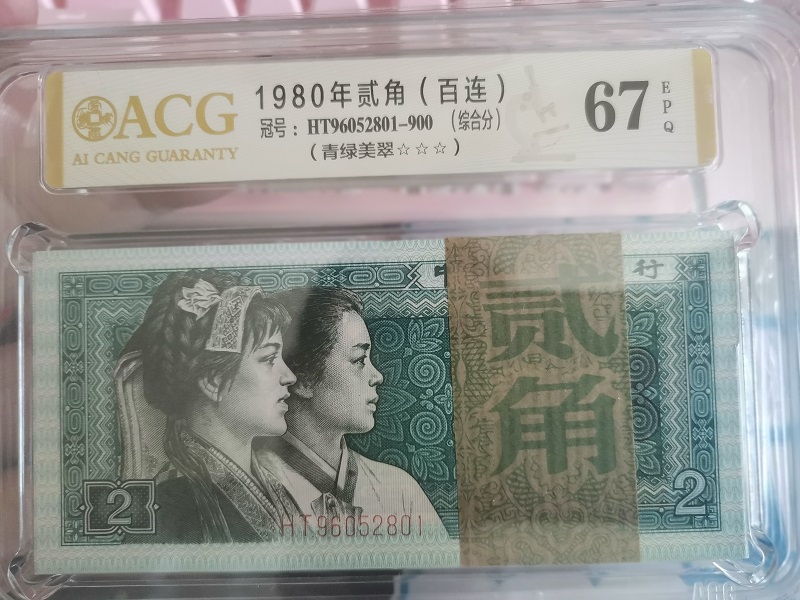 ACG
AI CANG GUARANTY
1980年贰角（百连）
冠号：HT96052801-900（综合分）
（青绿美翠☆☆☆）
67
EPQ
中
行
贰角
2
2
HT96052801